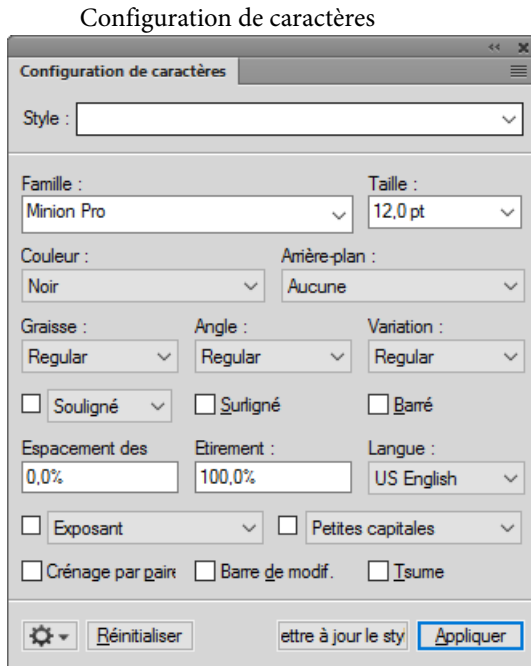 Configuration de caractères
Configuration de caractères
Style :
Famille : Taille :
Minion Pro 12,0 pt
Couleur : Arrière-plan :
Noir Aucune
Graisse : Angle : Variation :
Regular Regular Regular
Souligné Surligné Barré
Espacement des Etirement : Langue :
0,0% 100,0% US English
Exposant Petites capitales
Crénage par paire Barre de modif. Tsume
Réinitialiser ettre à jour le styl Appliquer